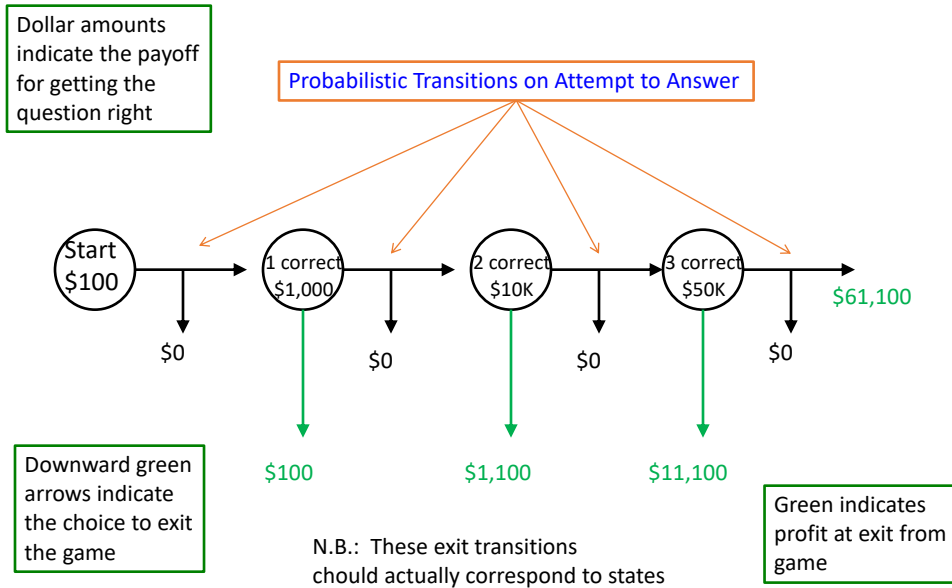 Dollar amounts
indicate the payoff
for getting the
question right
Probabilistic Transitions on Attempt to Answer
Start
$100
1 correct
$1,000
2 correct
$10K
3 correct
$50K
$61,100
$0
$0
$0
$0
$100
$1,100
$11,100
Downward green
arrows indicate
the choice to exit
the game
Green indicates
profit at exit from
game
N.B.: These exit transitions
chould actually correspond to states